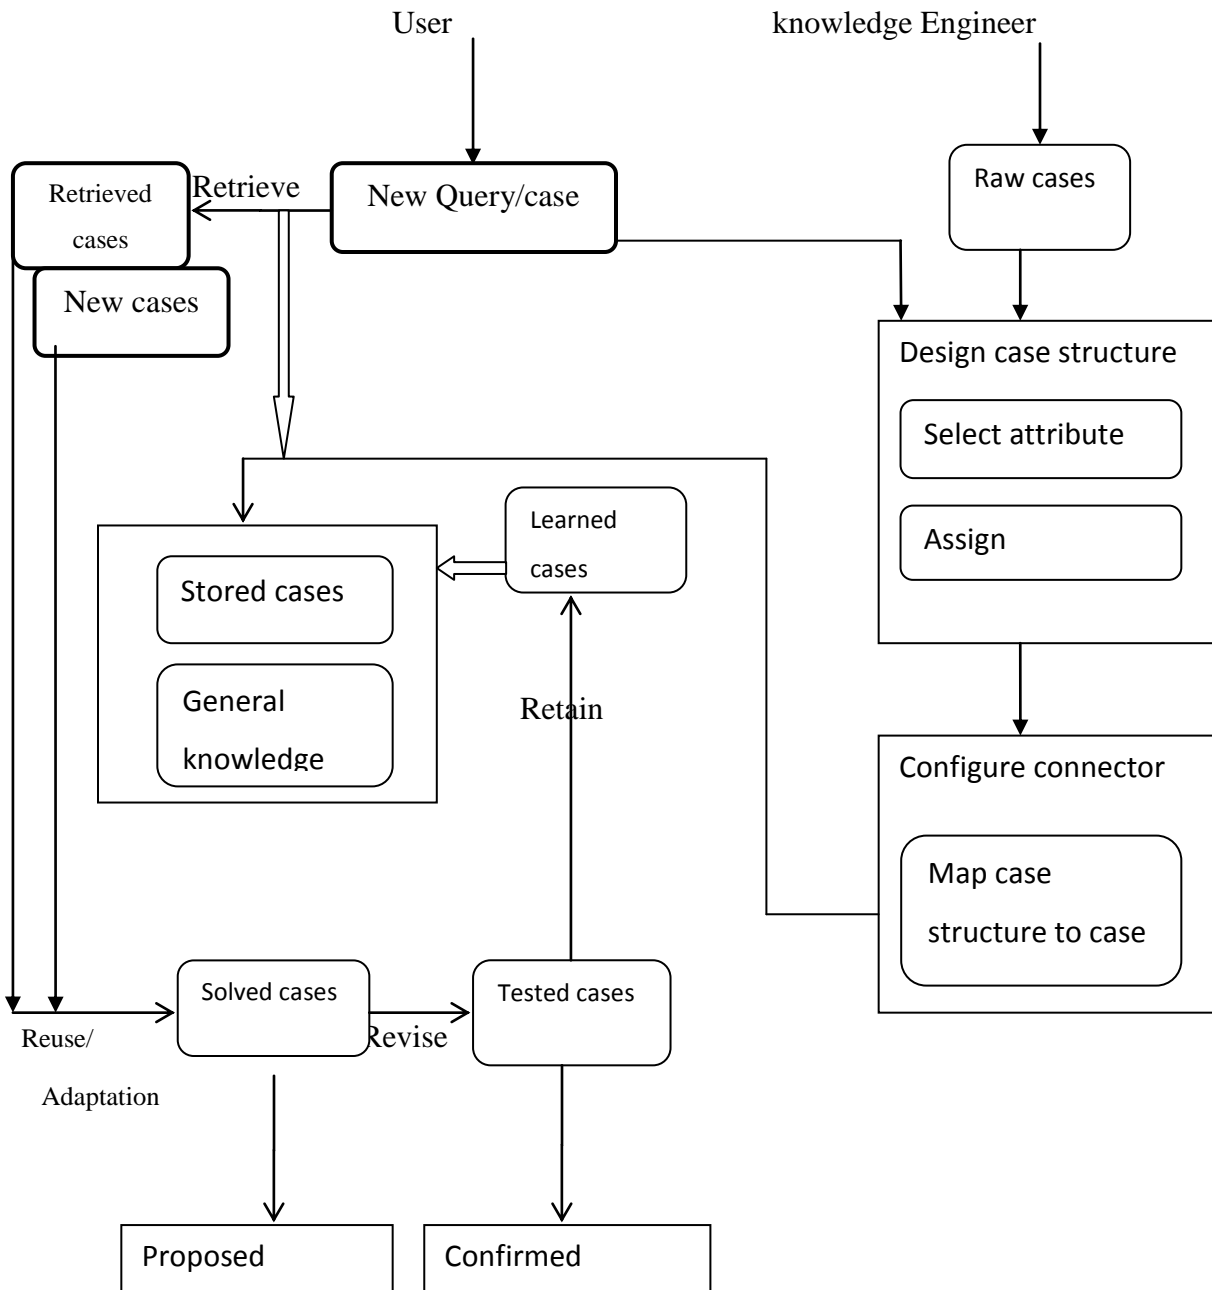 User
knowledge Engineer
Retrieved
cases
Retrieve
New Query/case
Raw cases
New cases
Design case structure
Select attribute
Assign
Learned
cases
Stored cases
General
knowledge
Retain
Configure connector
Map case
structure to case
Solved cases
Tested cases
Reuse/
Adaptation
Revise
Proposed
Confirmed